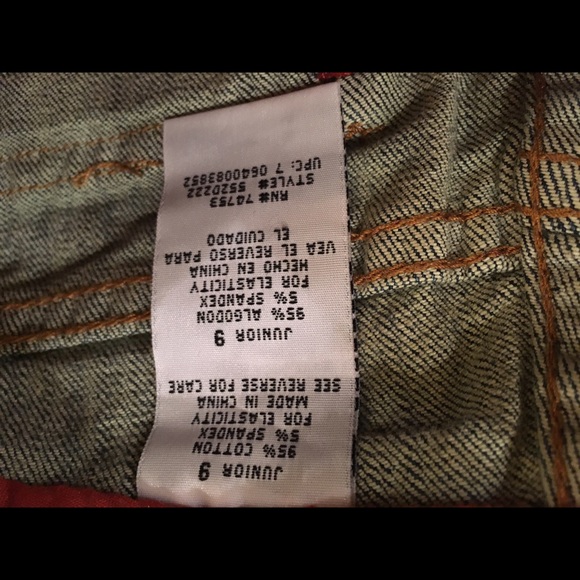 JUNIOR 9
95% COTTON
5% SPANDEX
FOR ELASTICITY
MADE IN CHINA
SEE REVERSE FOR CARE
JUNIOR 9
95% ALGODON
5% SPANDEX
FOR ELASTICITY
HECHO EN CHINA
VEA EL REVERSO PARA
EL CUIDADO
RN# 74753
STYLE# 552D222
UPC: 7 0640083852